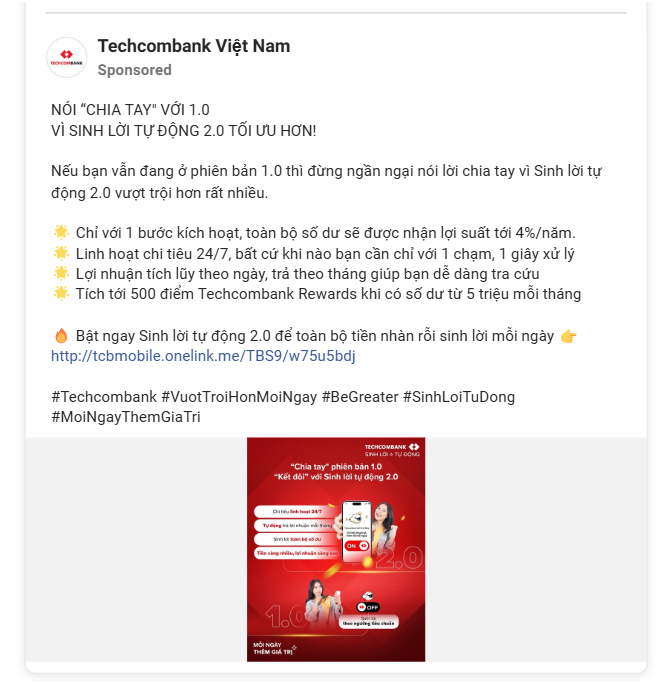 TECHCOMBANK
Techcombank Việt Nam
Sponsored
NÓI “CHIA TAY" VỚI 1.0
VÌ SINH LỜI TỰ ĐỘNG 2.0 TỐI ƯU HƠN!
Nếu bạn vẫn đang ở phiên bản 1.0 thì đừng ngần ngại nói lời chia tay vì Sinh lời tự
động 2.0 vượt trội hơn rất nhiều.
🌟 Chỉ với 1 bước kích hoạt, toàn bộ số dư sẽ được nhận lợi suất tới 4%/năm.
🌟 Linh hoạt chi tiêu 24/7, bất cứ khi nào bạn cần chỉ với 1 chạm, 1 giây xử lý
🌟 Lợi nhuận tích lũy theo ngày, trả theo tháng giúp bạn dễ dàng tra cứu
🌟 Tích tới 500 điểm Techcombank Rewards khi có số dư từ 5 triệu mỗi tháng
🔥 Bật ngay Sinh lời tự động 2.0 để toàn bộ tiền nhàn rỗi sinh lời mỗi ngày 👉
http://tcbmobile.onelink.me/TBS9/w75u5bdj
#Techcombank #VuotTroiHonMoiNgay #BeGreater #SinhLoiTuDong
#MoiNgayThemGiaTri
TECHCOMBANK
SINH LỜI TỰ ĐỘNG
“Chia tay” phiên bản 1.0
“Kết đôi” với Sinh lời tự động 2.0
Chi tiêu linh hoạt 24/7
Tự động trả lợi nhuận mỗi tháng
Sinh lời toàn bộ số dư
Tiền càng nhiều, lợi nhuận càng cao
ON
2.0
1.0
OFF
theo ngưỡng tiêu chuẩn
MỖI NGÀY
THÊM GIÁ TRỊ